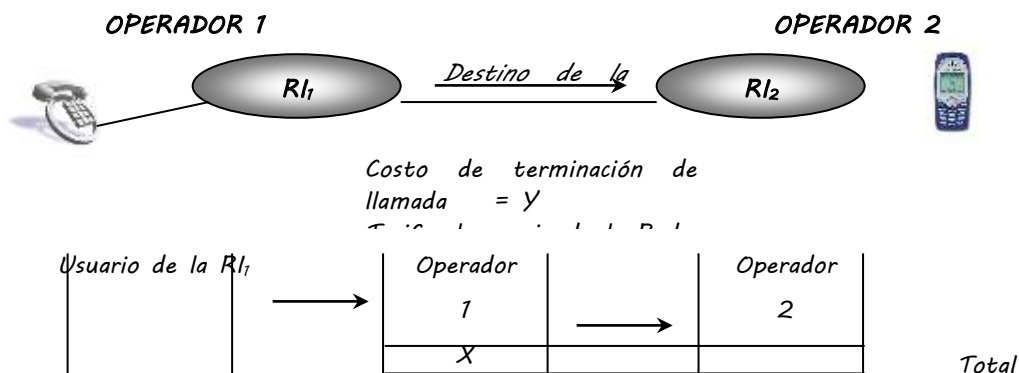 OPERADOR 1
OPERADOR 2
RI₁
Destino de la
RI₂
Costo de terminación de
llamada = Y
Usuario de la RI₁
Operador
1
Operador
2
X
Total